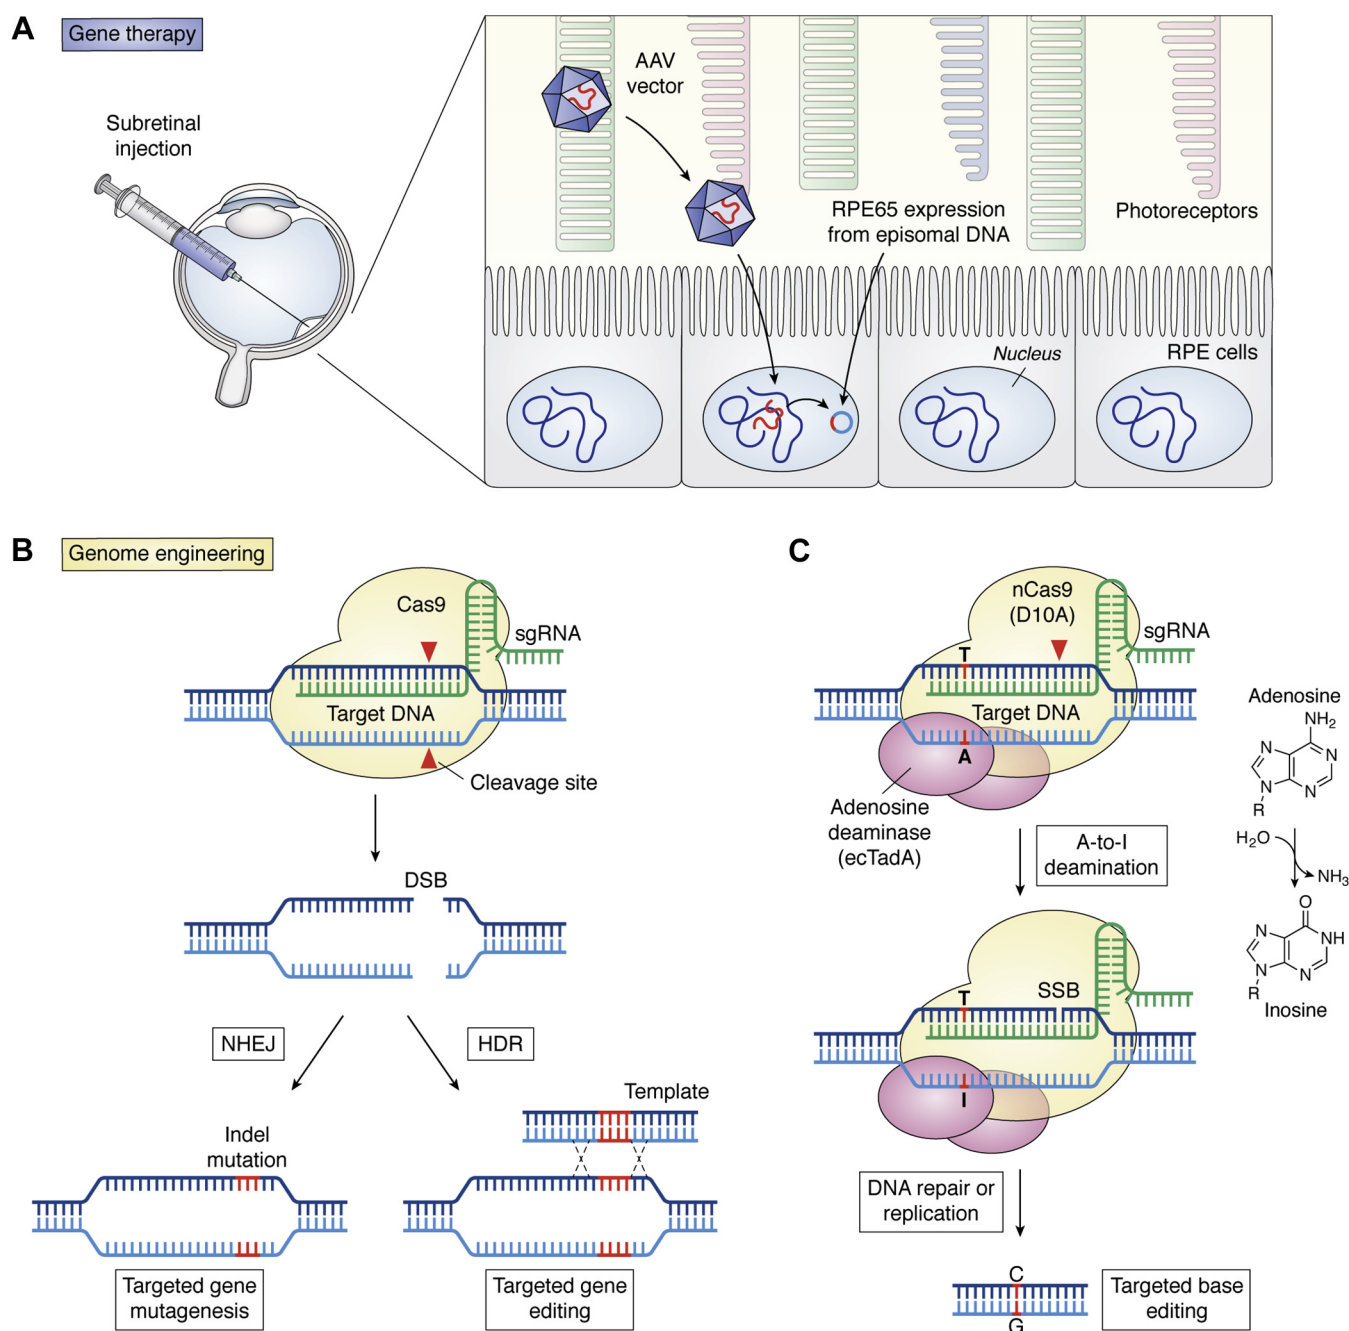 A
Gene therapy
Subretinal
injection
AAV
vector
RPE65 expression
from episomal DNA
Photoreceptors
Nucleus
RPE cells
B
Genome engineering
Cas9
sgRNA
Target DNA
Cleavage site
DSB
NHEJ
HDR
Template
Indel
mutation
Targeted gene
mutagenesis
Targeted gene
editing
C
nCas9
(D10A)
sgRNA
T
Target DNA
A
Adenosine
deaminase
(ecTadA)
A-to-I
deamination
Adenosine
NH₂
N
N
N
N
R
H₂O
NH₃
O
N
NH
N
N
R
Inosine
T
SSB
I
DNA repair or
replication
C
G
Targeted base
editing